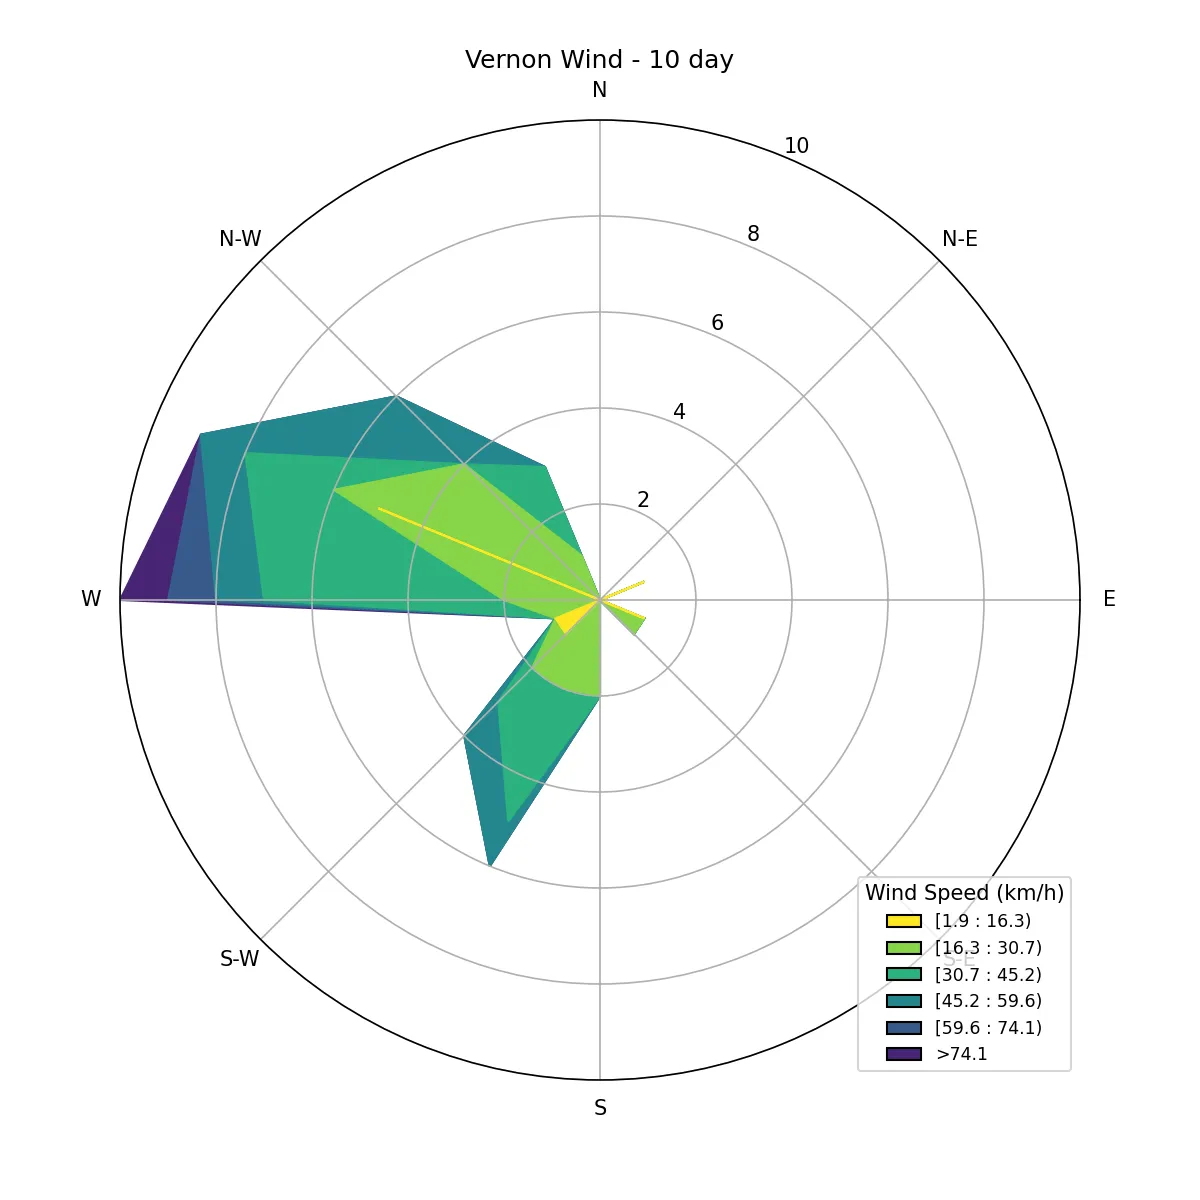 Vernon Wind - 10 day
N
10
N-W
N-E
8
6
4
2
W
E
Wind Speed (km/h)
[1.9 : 16.3)
[16.3 : 30.7)
S-W
S-E
[30.7 : 45.2)
[45.2 : 59.6)
[59.6 : 74.1)
>74.1
S